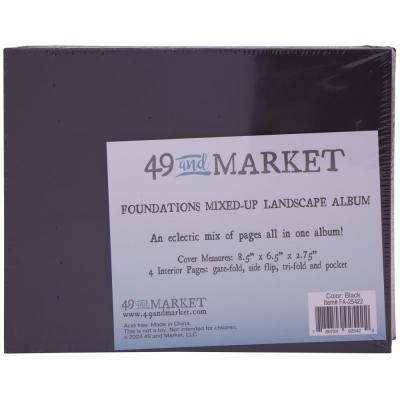 49 and MARKET
FOUNDATIONS MIXED-UP LANDSCAPE ALBUM
An eclectic mix of pages all in one album!
Cover Measures: 8.5" x 6.5" x 2.75"
4 Interior Pages: gate-fold, side flip, tri-fold and pocket
49 and MARKET
www.49andmarket.com
Acid free. Made in China.
This is not a toy. Not intended for children.
© 2024 49 and Market, LLC
Color: Black
Item# FA-25422